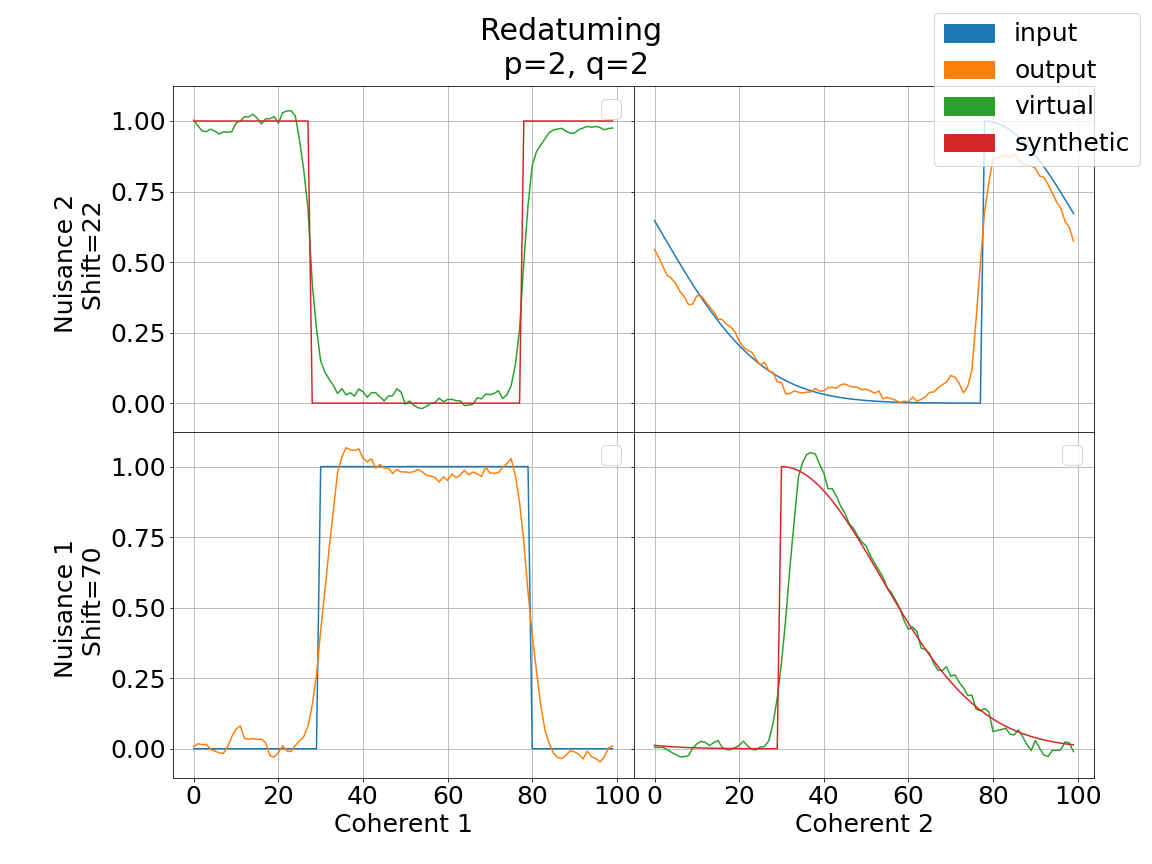 Redatuming
p=2, q=2
input
output
virtual
synthetic
Nuisance 2
Shift=22
1.00
0.75
0.50
0.25
0.00
Nuisance 1
Shift=70
1.00
0.75
0.50
0.25
0.00
0 20 40 60 80 100
0 20 40 60 80 100
Coherent 1
Coherent 2